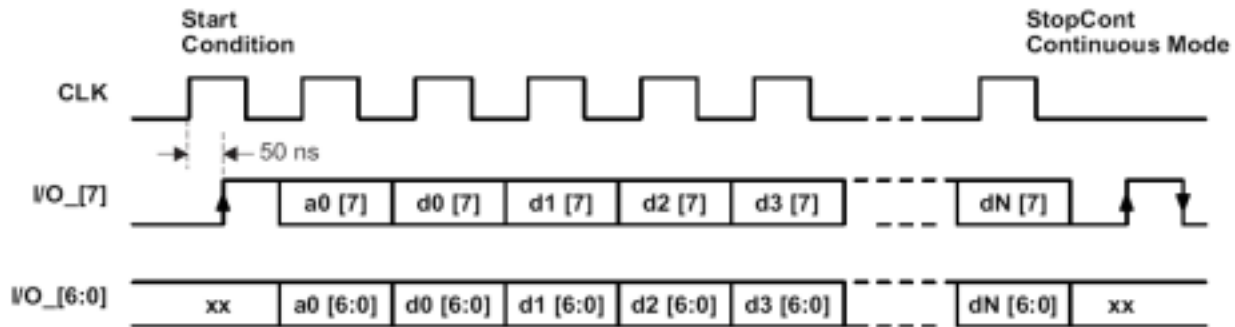 Start
Condition
StopCont
Continuous Mode
CLK
50 ns
I/O_[7]
a0 [7] d0 [7] d1 [7] d2 [7] d3 [7] dN [7]
I/O_[6:0]
xx a0 [6:0] d0 [6:0] d1 [6:0] d2 [6:0] d3 [6:0] dN [6:0] xx